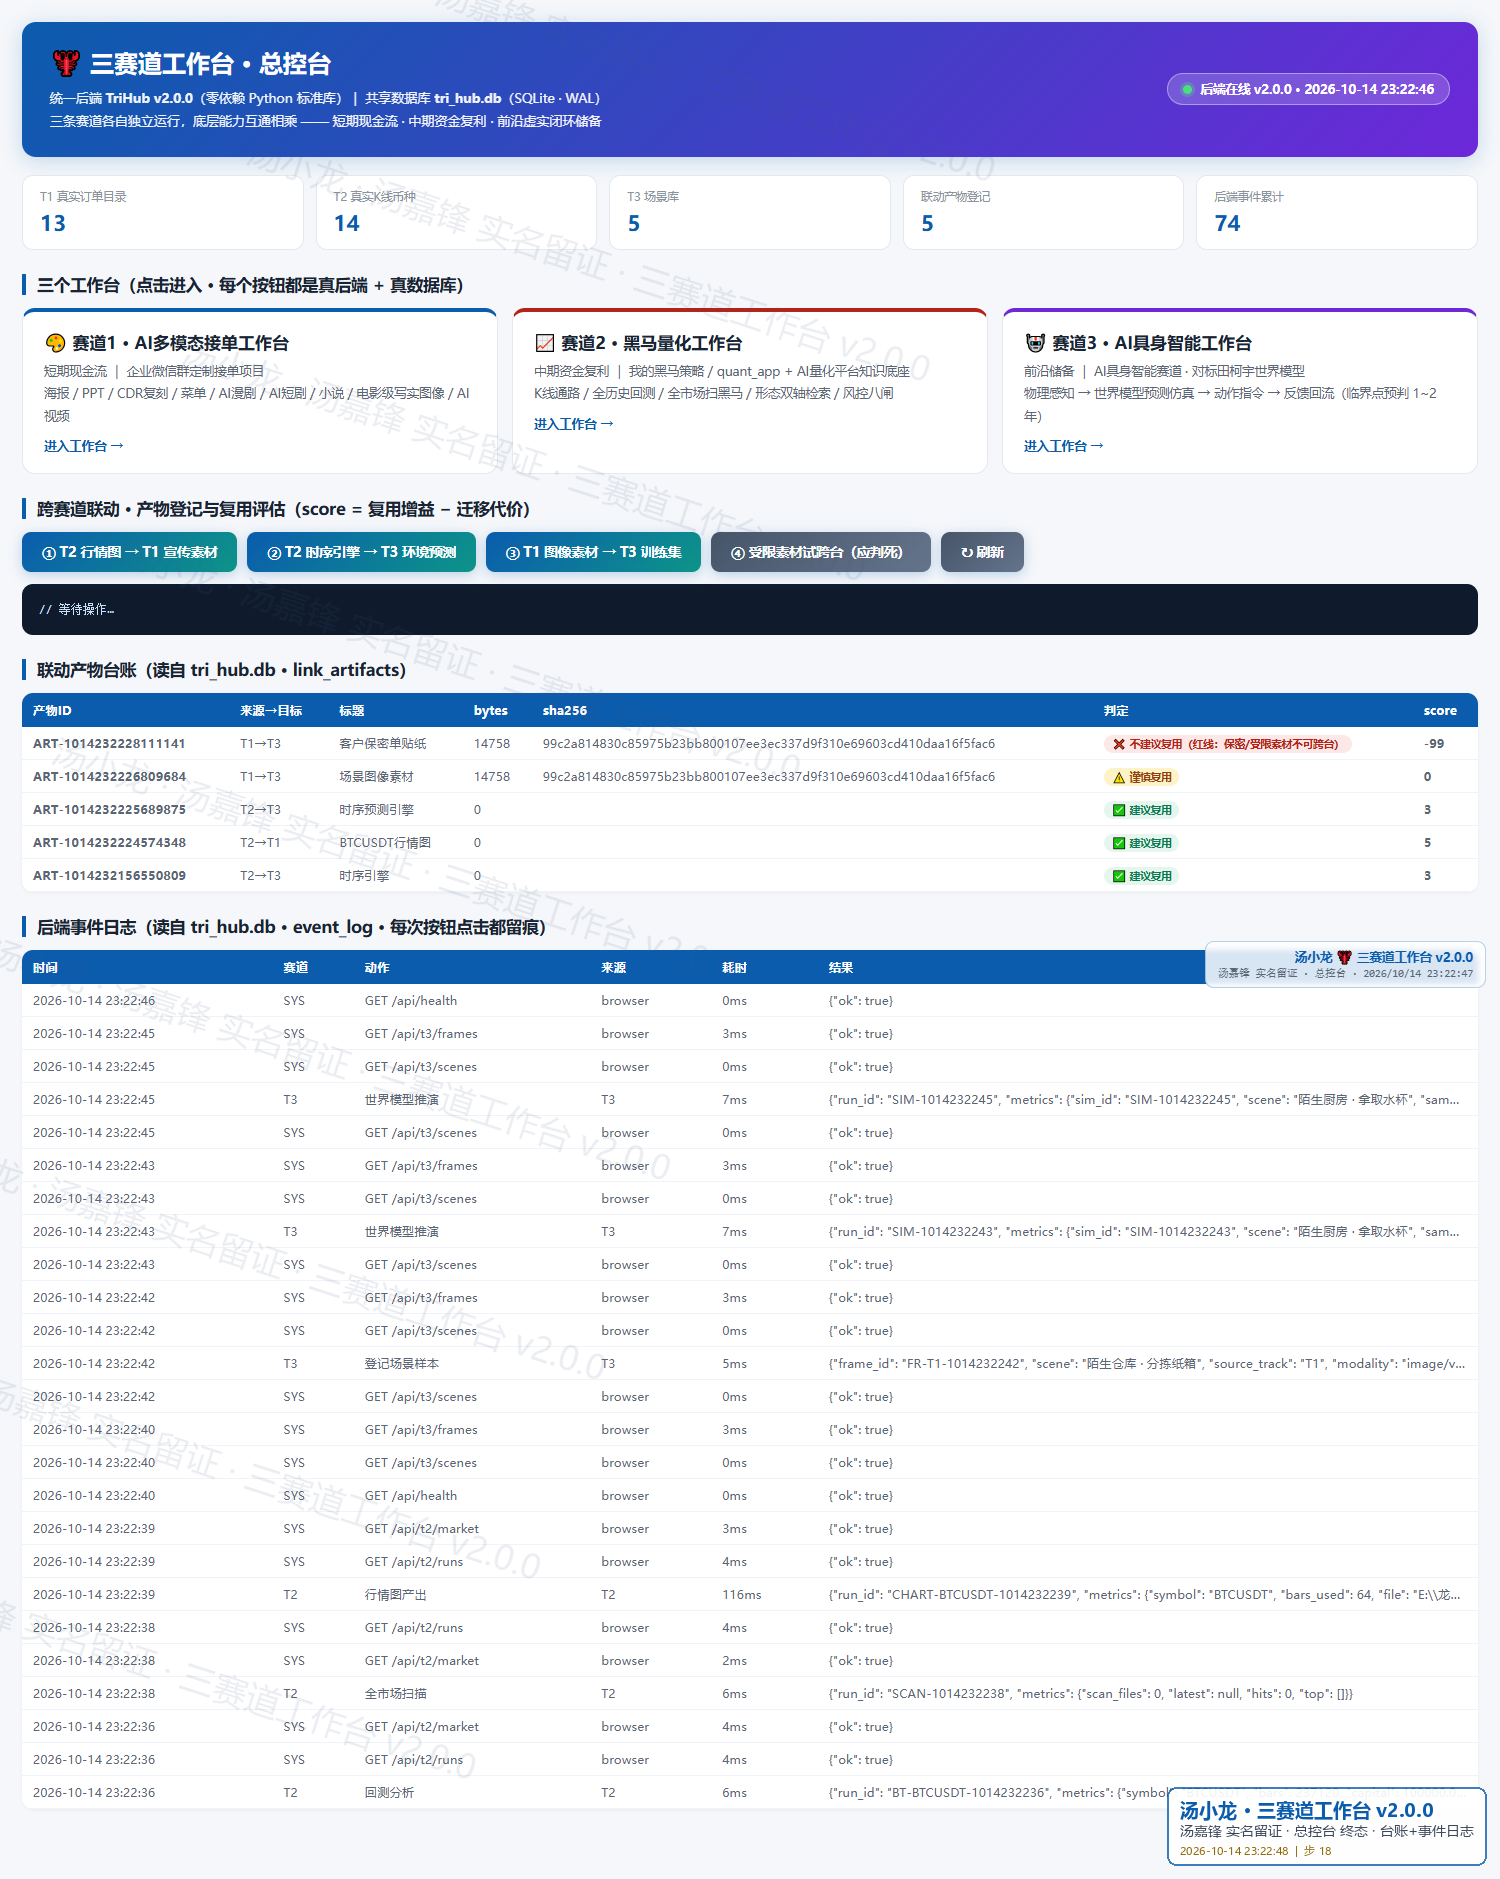 三赛道工作台 • 总控台
统一后端 TriHub v2.0.0（零依赖 Python 标准库） | 共享数据库 tri_hub.db（SQLite · WAL）
三条赛道各自独立运行，底层能力互通相乘 —— 短期现金流 · 中期资金复利 · 前沿虚实闭环储备
后端在线 v2.0.0 • 2026-10-14 23:22:46
T1 真实订单目录
13
T2 真实K线币种
14
T3 场景库
5
联动产物登记
5
后端事件累计
74
三个工作台（点击进入 • 每个按钮都是真后端 + 真数据库）
赛道1 • AI多模态接单工作台
短期现金流 | 企业微信群定制接单项目
海报 / PPT / CDR复刻 / 菜单 / AI漫剧 / AI短剧 / 小说 / 电影级写实图像 / AI
视频
进入工作台 →
赛道2 • 黑马量化工作台
中期资金复利 | 我的黑马策略 / quant_app + AI量化平台知识底座
K线通路 / 全历史回测 / 全市场扫黑马 / 形态双轴检索 / 风控八闸
进入工作台 →
赛道3 • AI具身智能工作台
前沿储备 | AI具身智能赛道 · 对标田柯宇世界模型
物理感知 → 世界模型预测仿真 → 动作指令 → 反馈回流（临界点预判 1~2
年）
进入工作台 →
跨赛道联动 • 产物登记与复用评估（score = 复用增益 − 迁移代价）
① T2 行情图 → T1 宣传素材
② T2 时序引擎 → T3 环境预测
③ T1 图像素材 → T3 训练集
④ 受限素材试跨台（应判死）
↻ 刷新
// 等待操作…
联动产物台账（读自 tri_hub.db • link_artifacts）
产物ID 来源→目标 标题 bytes sha256 判定 score
ART-1014232228111141 T1→T3 客户保密单贴纸 14758 99c2a814830c85975b23bb800107ee3ec337d9f310e69603cd410daa16f5fac6 ❌ 不建议复用（红线：保密/受限素材不可跨台） -99
ART-1014232226809684 T1→T3 场景图像素材 14758 99c2a814830c85975b23bb800107ee3ec337d9f310e69603cd410daa16f5fac6 ⚠ 谨慎复用 0
ART-1014232225689875 T2→T3 时序预测引擎 0 ✅ 建议复用 3
ART-1014232224574348 T2→T1 BTCUSDT行情图 0 ✅ 建议复用 5
ART-1014232156550809 T2→T3 时序引擎 0 ✅ 建议复用 3
后端事件日志（读自 tri_hub.db • event_log • 每次按钮点击都留痕）
汤小龙 三赛道工作台 v2.0.0
汤嘉锋 实名留证 · 总控台 · 2026/10/14 23:22:47
时间 赛道 动作 来源 耗时 结果
2026-10-14 23:22:46 SYS GET /api/health browser 0ms {"ok": true}
2026-10-14 23:22:45 SYS GET /api/t3/frames browser 3ms {"ok": true}
2026-10-14 23:22:45 SYS GET /api/t3/scenes browser 0ms {"ok": true}
2026-10-14 23:22:45 T3 世界模型推演 T3 7ms {"run_id": "SIM-1014232245", "metrics": {"sim_id": "SIM-1014232245", "scene": "陌生厨房 · 拿取水杯", "sam…
2026-10-14 23:22:45 SYS GET /api/t3/scenes browser 0ms {"ok": true}
2026-10-14 23:22:43 SYS GET /api/t3/frames browser 3ms {"ok": true}
2026-10-14 23:22:43 SYS GET /api/t3/scenes browser 0ms {"ok": true}
2026-10-14 23:22:43 T3 世界模型推演 T3 7ms {"run_id": "SIM-1014232243", "metrics": {"sim_id": "SIM-1014232243", "scene": "陌生厨房 · 拿取水杯", "sam…
2026-10-14 23:22:43 SYS GET /api/t3/scenes browser 0ms {"ok": true}
2026-10-14 23:22:42 SYS GET /api/t3/frames browser 3ms {"ok": true}
2026-10-14 23:22:42 SYS GET /api/t3/scenes browser 0ms {"ok": true}
2026-10-14 23:22:42 T3 登记场景样本 T3 5ms {"frame_id": "FR-T1-1014232242", "scene": "陌生仓库 · 分拣纸箱", "source_track": "T1", "modality": "image/v…
2026-10-14 23:22:42 SYS GET /api/t3/scenes browser 0ms {"ok": true}
2026-10-14 23:22:40 SYS GET /api/t3/frames browser 3ms {"ok": true}
2026-10-14 23:22:40 SYS GET /api/t3/scenes browser 0ms {"ok": true}
2026-10-14 23:22:40 SYS GET /api/health browser 0ms {"ok": true}
2026-10-14 23:22:39 SYS GET /api/t2/market browser 3ms {"ok": true}
2026-10-14 23:22:39 SYS GET /api/t2/runs browser 4ms {"ok": true}
2026-10-14 23:22:39 T2 行情图产出 T2 116ms {"run_id": "CHART-BTCUSDT-1014232239", "metrics": {"symbol": "BTCUSDT", "bars_used": 64, "file": "E:\\龙…
2026-10-14 23:22:38 SYS GET /api/t2/runs browser 4ms {"ok": true}
2026-10-14 23:22:38 SYS GET /api/t2/market browser 2ms {"ok": true}
2026-10-14 23:22:38 T2 全市场扫描 T2 6ms {"run_id": "SCAN-1014232238", "metrics": {"scan_files": 0, "latest": null, "hits": 0, "top": []}}
2026-10-14 23:22:36 SYS GET /api/t2/market browser 4ms {"ok": true}
2026-10-14 23:22:36 SYS GET /api/t2/runs browser 4ms {"ok": true}
2026-10-14 23:22:36 T2 回测分析 T2 6ms {"run_id": "BT-BTCUSDT-1014232236", "metrics": {"symbol
汤小龙 • 三赛道工作台 v2.0.0
汤嘉锋 实名留证 · 总控台 终态 · 台账+事件日志
2026-10-14 23:22:48 | 步 18
汤小龙 · 汤嘉锋 实名留证 · 三赛道工作台 v2.0.0